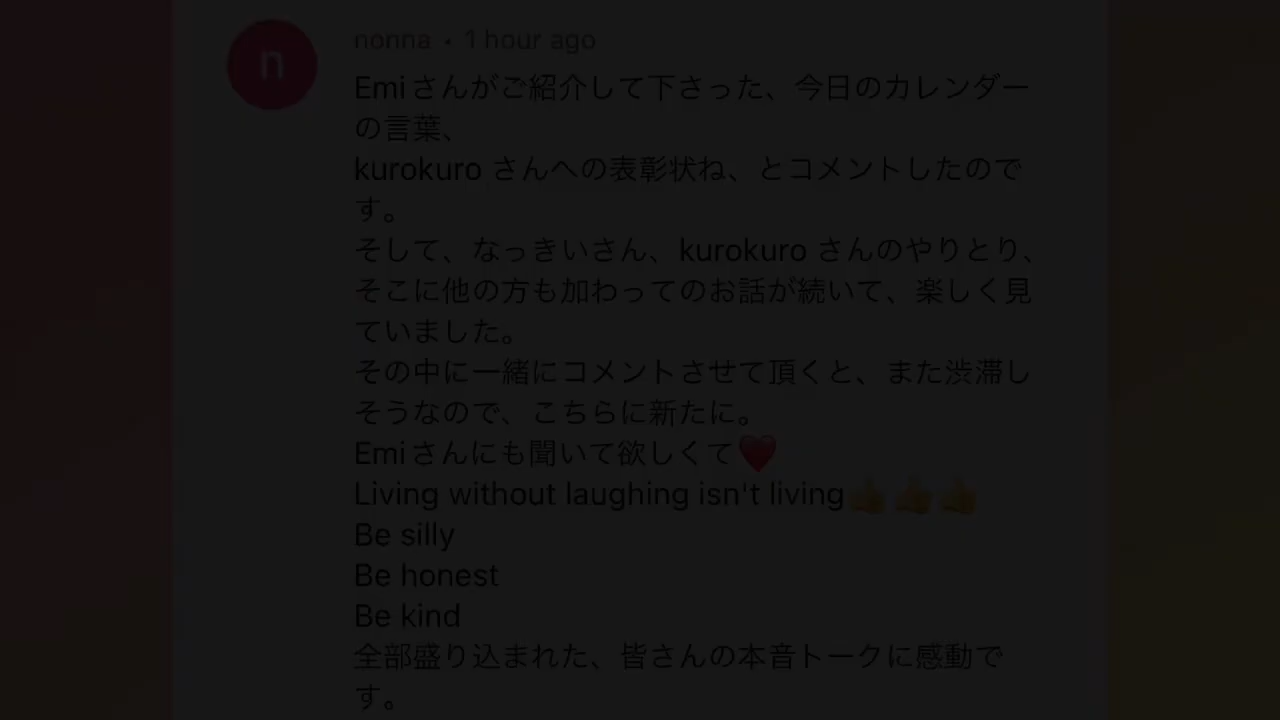 n
nonna • 1 hour ago
Emiさんがご紹介して下さった、今日のカレンダー
の言葉、
kurokuro さんへの表彰状ね、とコメントしたので
す。
そして、なっきいさん、kurokuro さんのやりとり、
そこに他の方も加わってのお話が続いて、楽しく見
ていました。
その中に一緒にコメントさせて頂くと、また渋滞し
そうなので、こちらに新たに。
Emiさんにも聞いて欲しくて❤️
Living without laughing isn't living👍👍👍
Be silly
Be honest
Be kind
全部盛り込まれた、皆さんの本音トークに感動で
す。